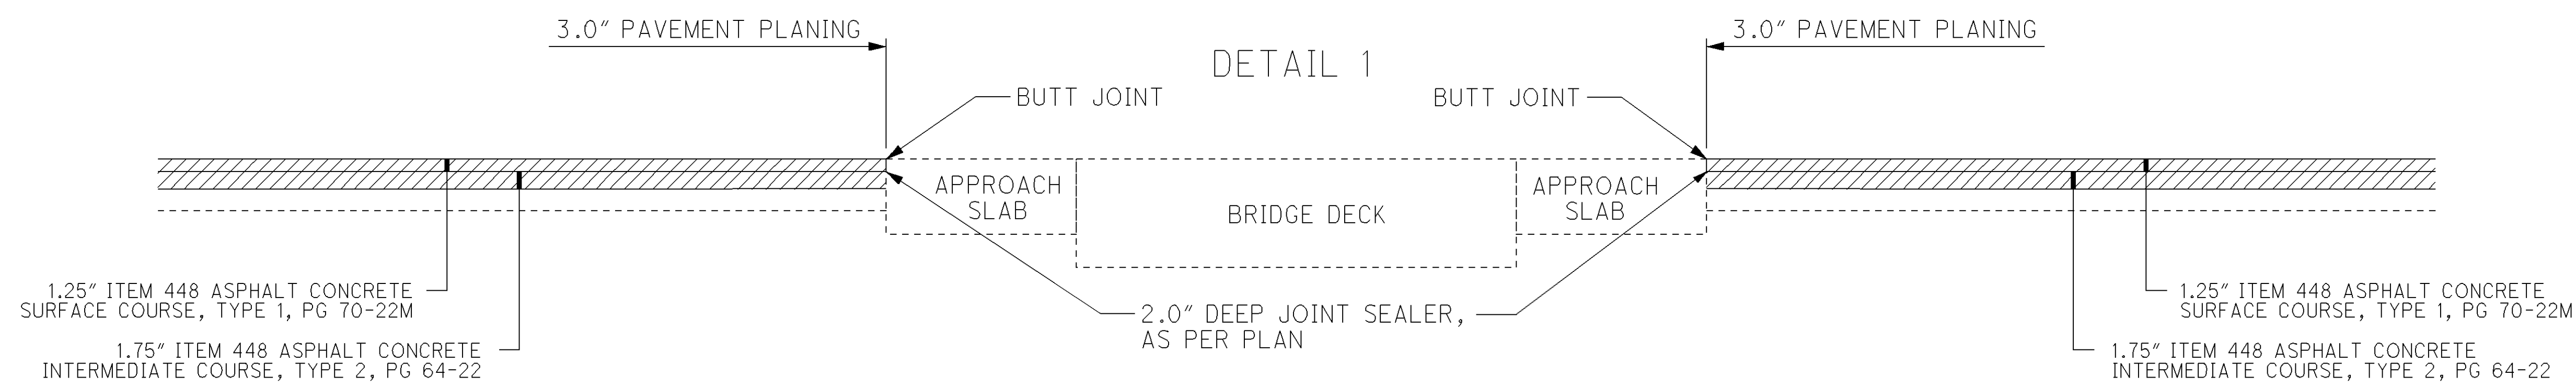 3.0" PAVEMENT PLANING
DETAIL 1
3.0" PAVEMENT PLANING
BUTT JOINT
BUTT JOINT
APPROACH
SLAB
BRIDGE DECK
APPROACH
SLAB
1.25" ITEM 448 ASPHALT CONCRETE
SURFACE COURSE, TYPE 1, PG 70-22M
1.75" ITEM 448 ASPHALT CONCRETE
INTERMEDIATE COURSE, TYPE 2, PG 64-22
2.0" DEEP JOINT SEALER,
AS PER PLAN
1.25" ITEM 448 ASPHALT CONCRETE
SURFACE COURSE, TYPE 1, PG 70-22M
1.75" ITEM 448 ASPHALT CONCRETE
INTERMEDIATE COURSE, TYPE 2, PG 64-22